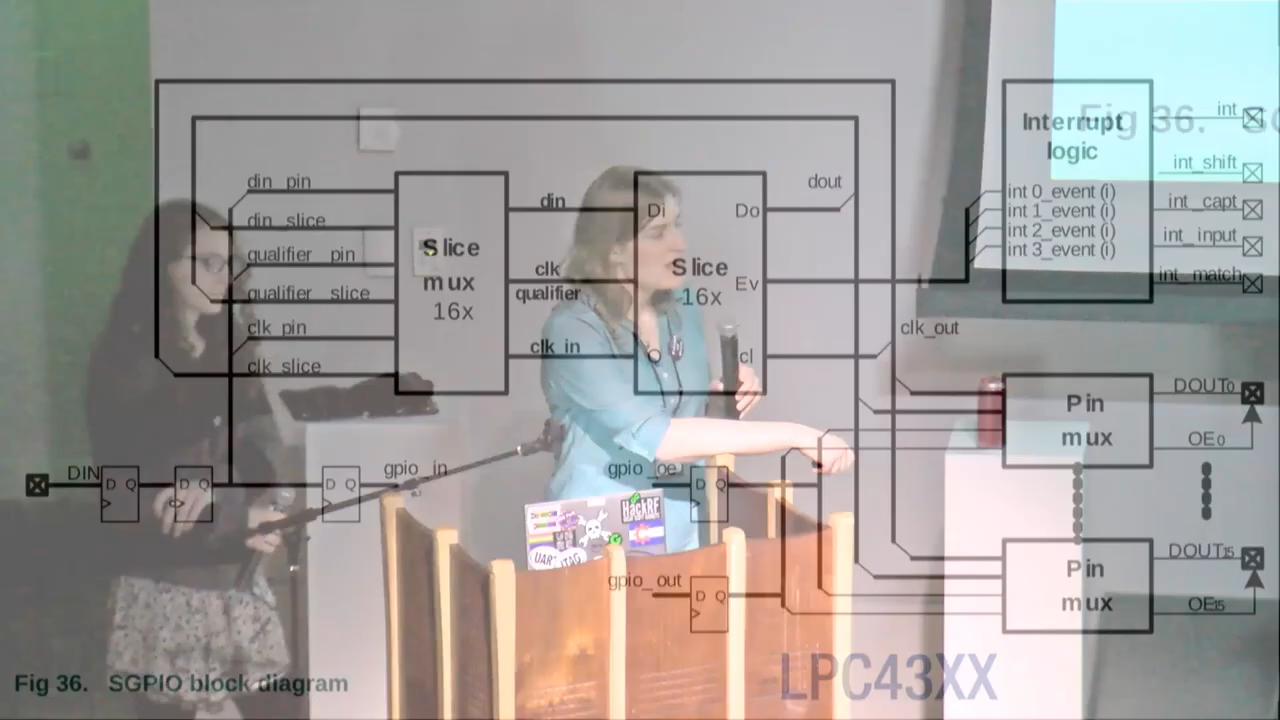 Fig 36.
int
Interrupt
logic
int_shift
din_pin
dout
int 0_event (i)
din
Di
Do
int_capt
int 1_event (i)
din_slice
int 2_event (i)
int_input
Slice
mux
16x
qualifier_pin
int 3_event (i)
clk
Slice
16x
Ev
int_match
qualifier_slice
qualifier
clk_pin
clk_out
clk_in
cl
clk_slice
DOUT0
Pin
mux
OE0
DIN
gpio_in
gpio_oe
D Q
D Q
D Q
D Q
HackRF
UART
JTAG
DOUT15
Pin
mux
gpio_out
D Q
OE15
Fig 36. SGPIO block diagram
LPC43XX